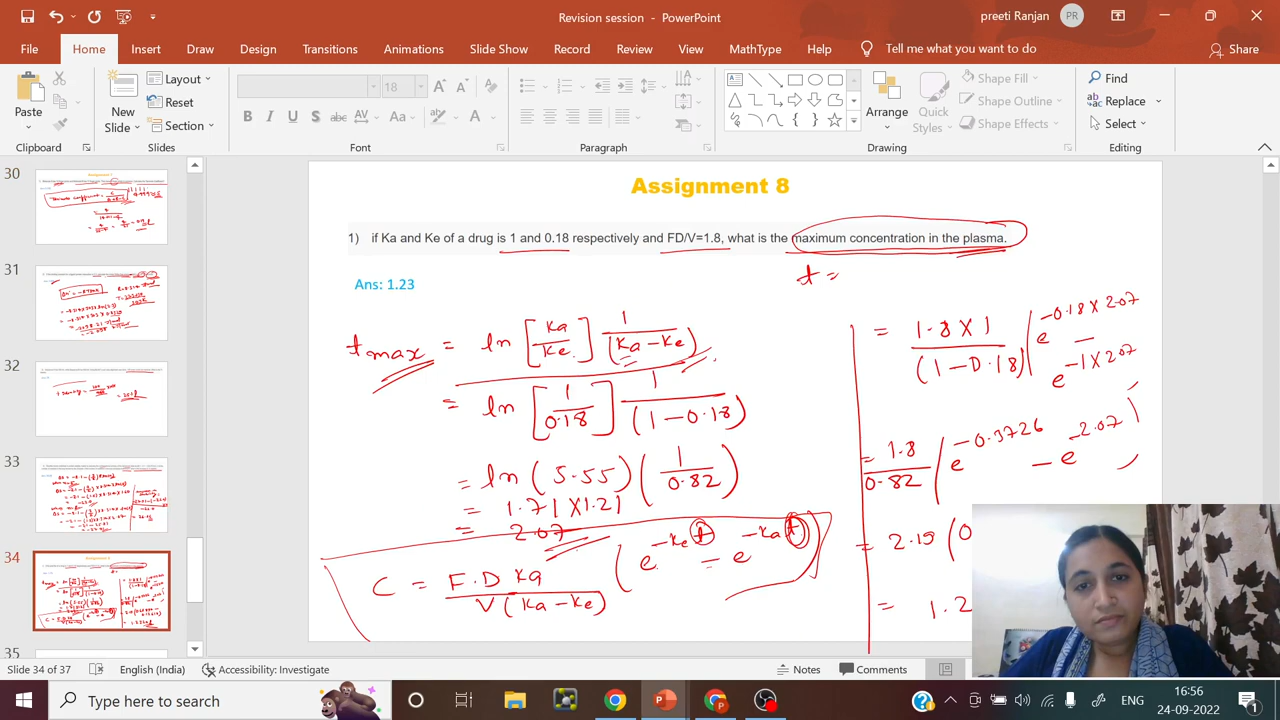 Revision session - PowerPoint
preeti Ranjan PR
File Home Insert Draw Design Transitions Animations Slide Show Record Review View MathType Help Tell me what you want to do Share
Paste
New Slide
Layout
Reset
Section
18
B I U S abc AV Aa A
Arrange
Quick Styles
Shape Fill
Shape Outline
Shape Effects
Find
Replace
Select
Clipboard Slides Font Paragraph Drawing Editing
30
31
32
33
34
35
Assignment 8
1) if Ka and Ke of a drug is 1 and 0.18 respectively and FD/V=1.8, what is the maximum concentration in the plasma.
t =
Ans: 1.23
tmax = ln [Ka/Ke] 1/(Ka-Ke)
= ln [1/0.18] 1/(1-0.18)
= ln (5.55) (1/0.82)
= 1.71 X 1.21
= 2.07
C = F.D Ka / V(Ka-Ke) (e^-Ke t - e^-Ka t)
= 1.8 X 1 / (1-0.18) (e^-0.18 X 2.07 - e^-1 X 2.07)
= 1.8/0.82 (e^-0.3726 - e^-2.07)
= 2.19 (0
= 1.2
Slide 34 of 37 English (India) Accessibility: Investigate Notes Comments
Type here to search
ENG
16:56
24-09-2022
1